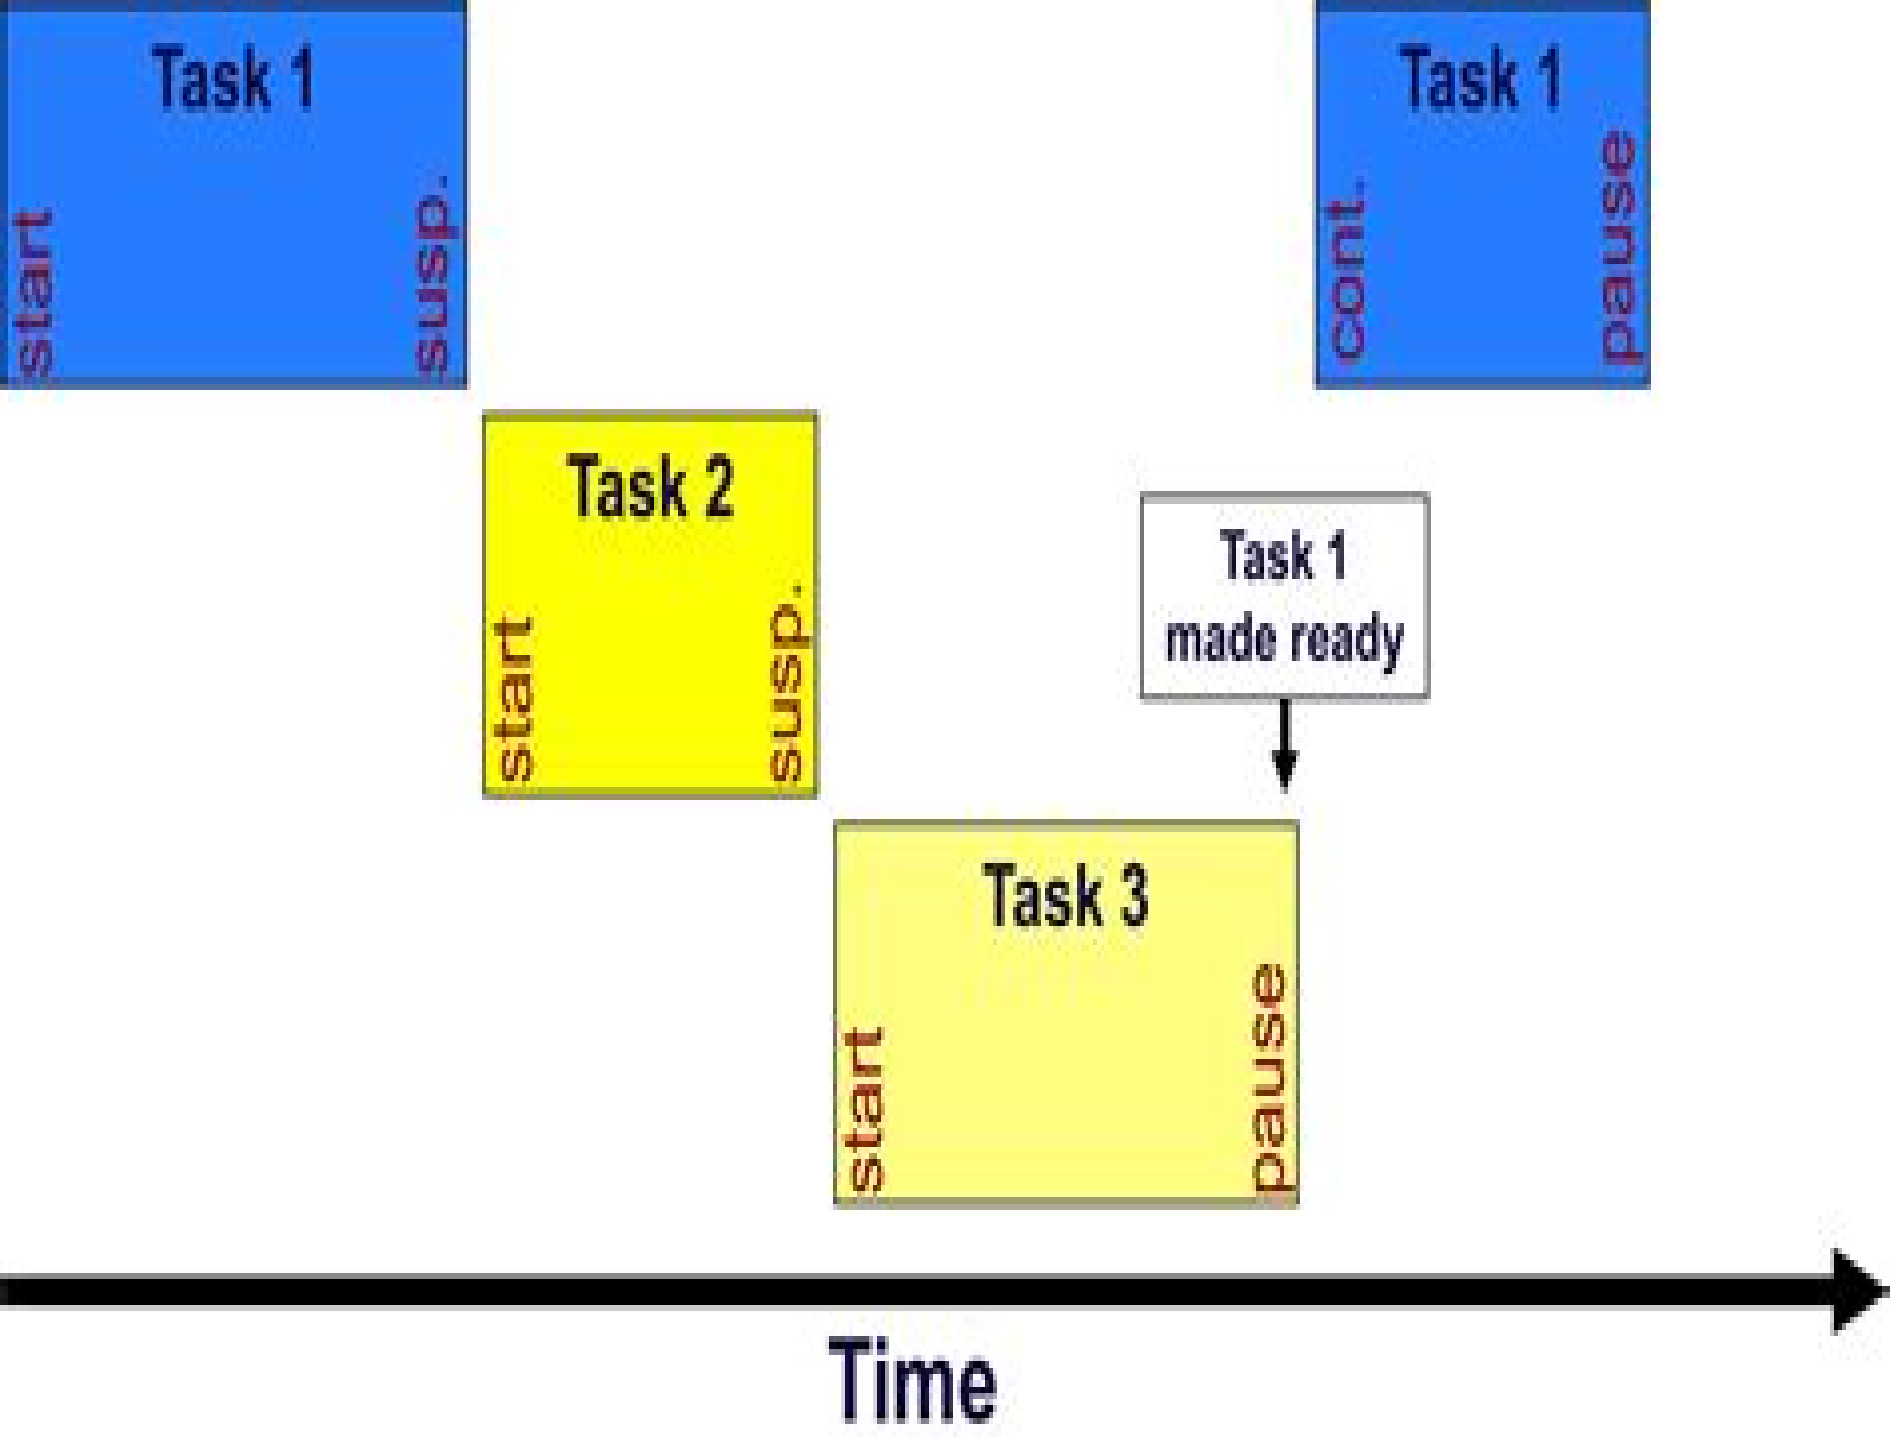 Task 1
start
susp.
Task 1
cont.
pause
Task 2
start
susp.
Task 1
made ready
Task 3
start
pause
Time